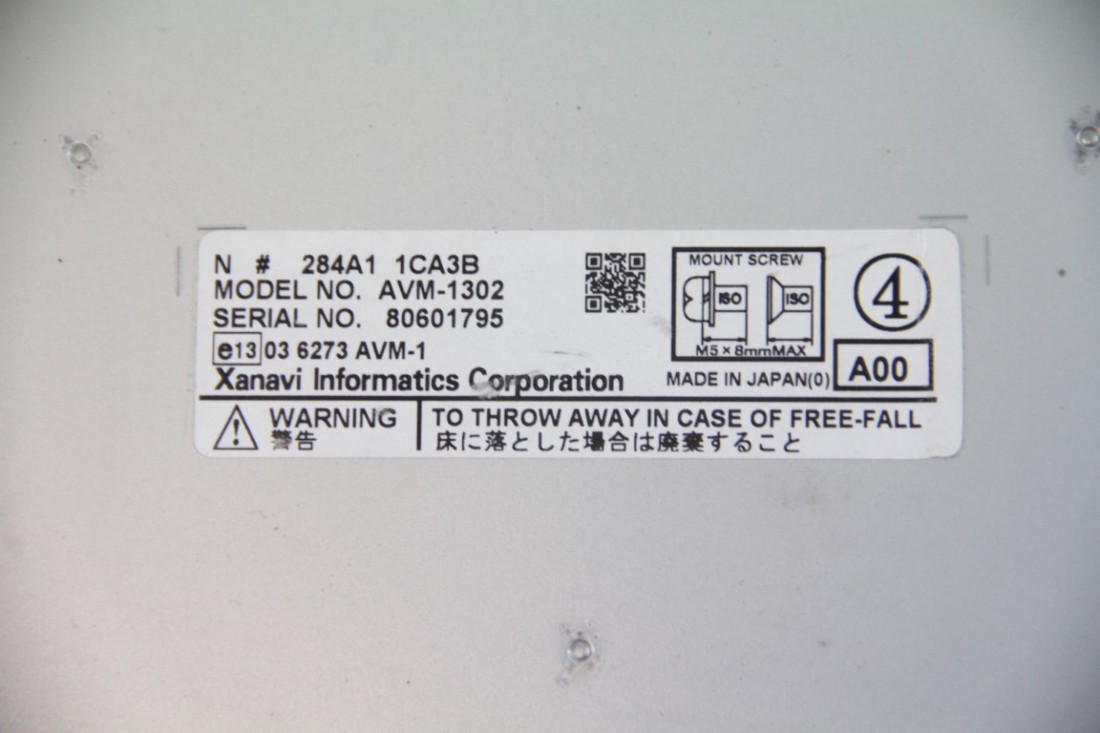 N # 284A1 1CA3B
MODEL NO. AVM-1302
SERIAL NO. 80601795
e13 03 6273 AVM-1
Xanavi Informatics Corporation
MOUNT SCREW
ISO ISO
M5×8mmMAX
MADE IN JAPAN(0)
④
A00
WARNING
警告
TO THROW AWAY IN CASE OF FREE-FALL
床に落とした場合は廃棄すること